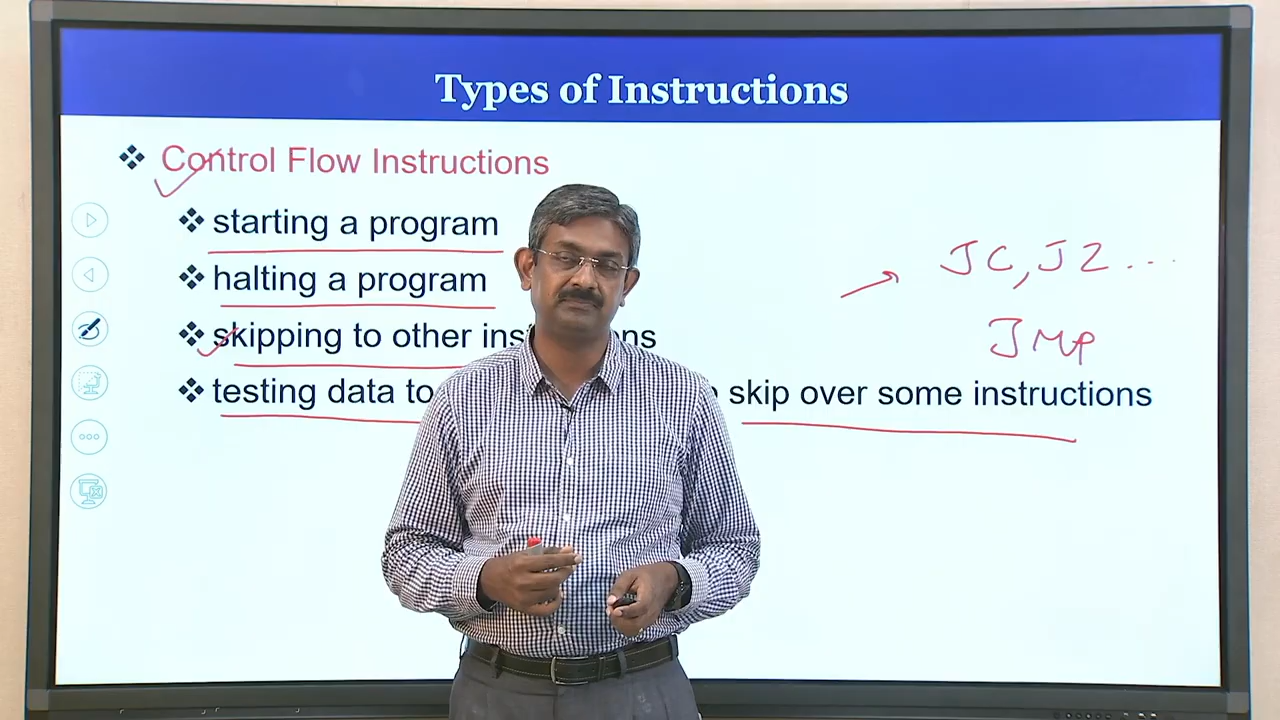 Types of Instructions
Control Flow Instructions
starting a program
halting a program
JC, JZ ...
skipping to other ins ons
JMP
testing data to skip over some instructions